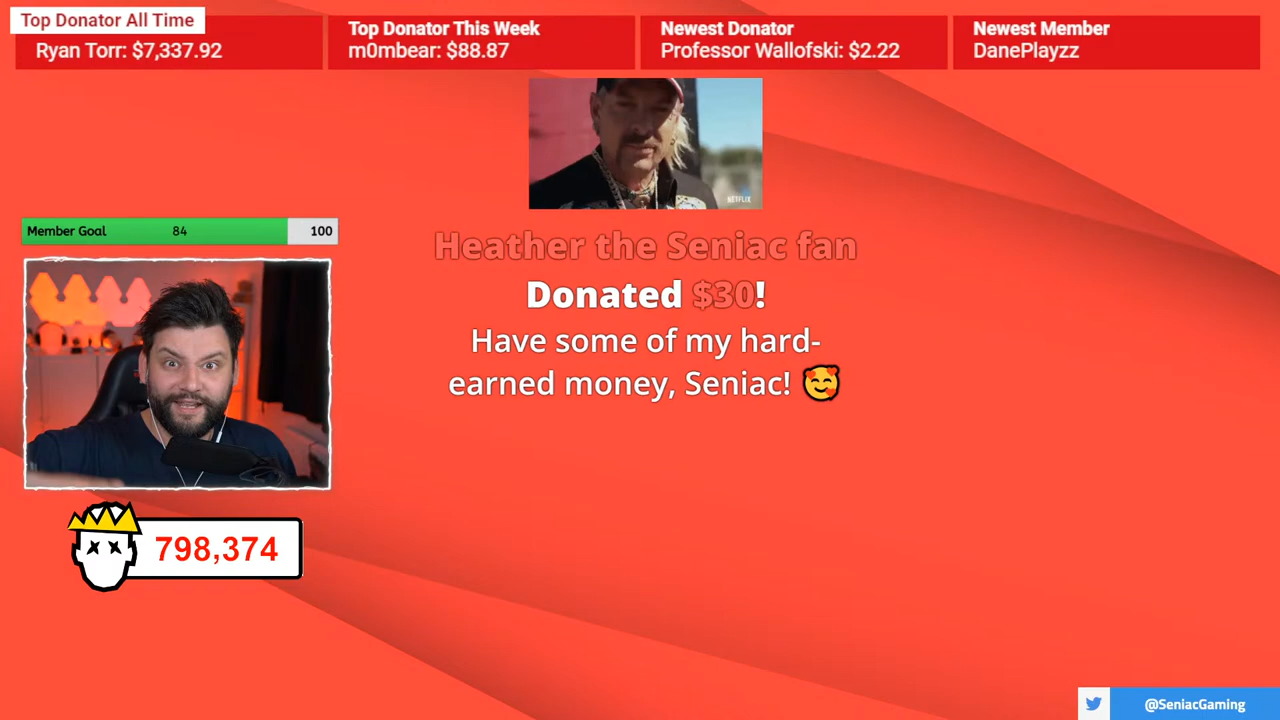 Top Donator All Time
Ryan Torr: $7,337.92
Top Donator This Week
m0mbear: $88.87
Newest Donator
Professor Wallofski: $2.22
Newest Member
DanePlayzz
NETFLIX
Member Goal 84 100
Heather the Seniac fan
Donated $30!
Have some of my hard-
earned money, Seniac! 🥰
798,374
@SeniacGaming